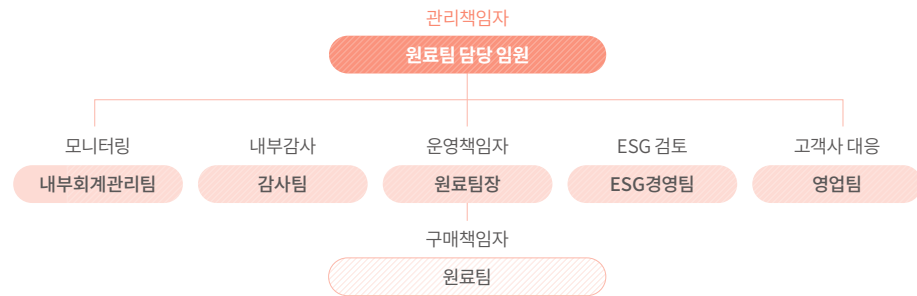 관리책임자
원료팀 담당 임원
모니터링
내부회계관리팀
내부감사
감사팀
운영책임자
원료팀장
ESG 검토
ESG경영팀
고객사 대응
영업팀
구매책임자
원료팀